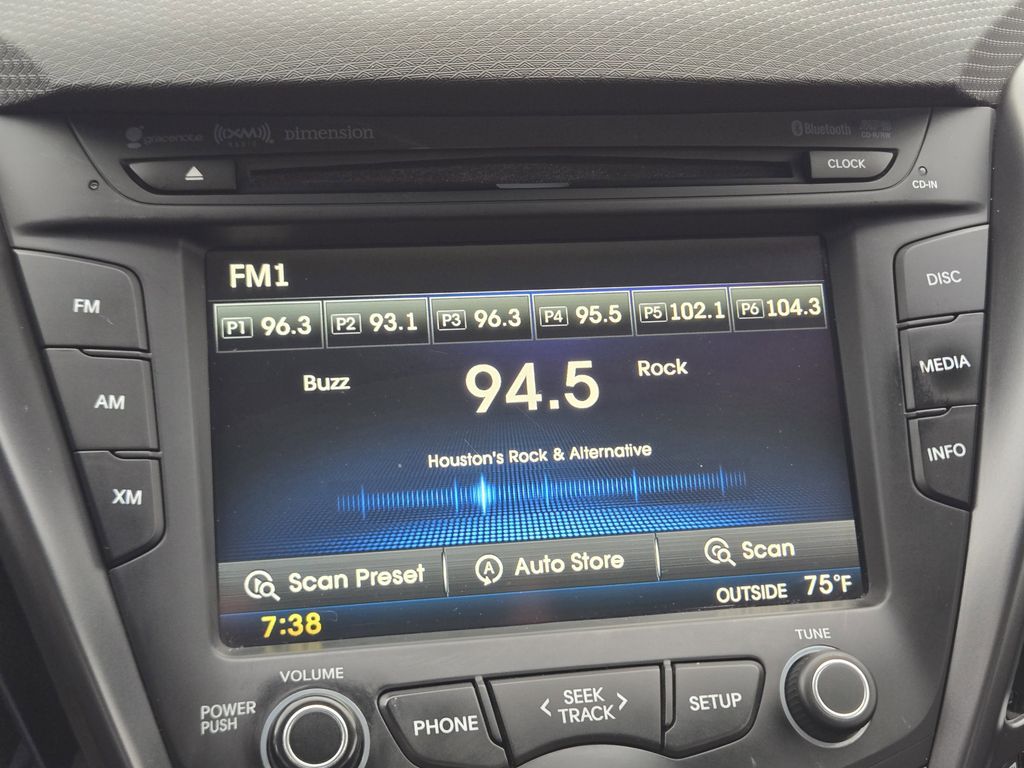 gracenote ((XM)) RADIO Dimension Bluetooth
CLOCK
CD-IN
FM1
P1 96.3 P2 93.1 P3 96.3 P4 95.5 P5 102.1 P6 104.3
Buzz 94.5 Rock
Houston's Rock & Alternative
Scan Preset Auto Store Scan
7:38 OUTSIDE 75°F
FM
AM
XM
DISC
MEDIA
INFO
VOLUME
TUNE
POWER
PUSH
PHONE
SEEK
TRACK
SETUP